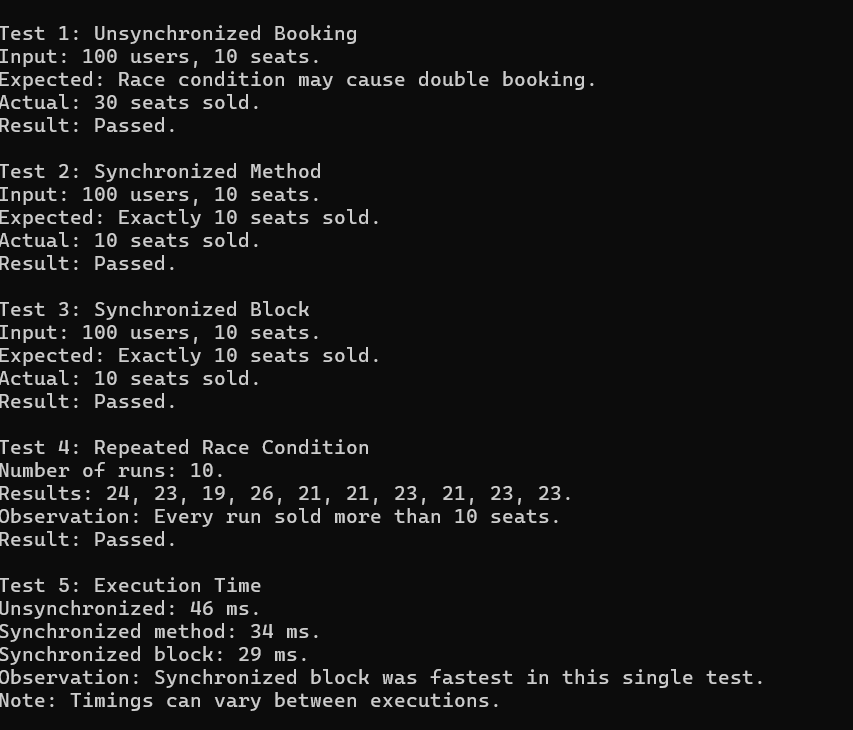 Test 1: Unsynchronized Booking
Input: 100 users, 10 seats.
Expected: Race condition may cause double booking.
Actual: 30 seats sold.
Result: Passed.
Test 2: Synchronized Method
Input: 100 users, 10 seats.
Expected: Exactly 10 seats sold.
Actual: 10 seats sold.
Result: Passed.
Test 3: Synchronized Block
Input: 100 users, 10 seats.
Expected: Exactly 10 seats sold.
Actual: 10 seats sold.
Result: Passed.
Test 4: Repeated Race Condition
Number of runs: 10.
Results: 24, 23, 19, 26, 21, 21, 23, 21, 23, 23.
Observation: Every run sold more than 10 seats.
Result: Passed.
Test 5: Execution Time
Unsynchronized: 46 ms.
Synchronized method: 34 ms.
Synchronized block: 29 ms.
Observation: Synchronized block was fastest in this single test.
Note: Timings can vary between executions.